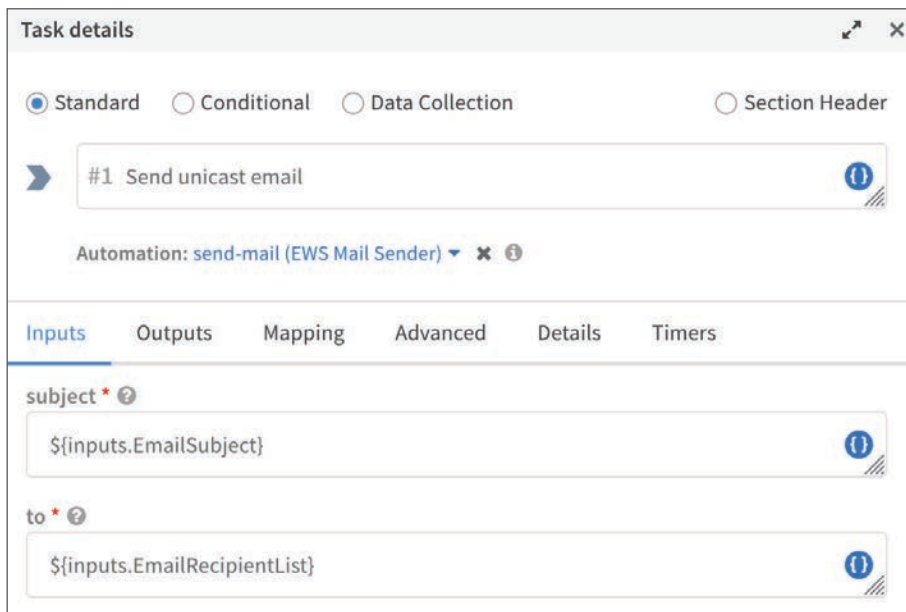 Task details
Standard Conditional Data Collection Section Header
#1 Send unicast email
Automation: send-mail (EWS Mail Sender)
Inputs Outputs Mapping Advanced Details Timers
subject *
${inputs.EmailSubject}
to *
${inputs.EmailRecipientList}